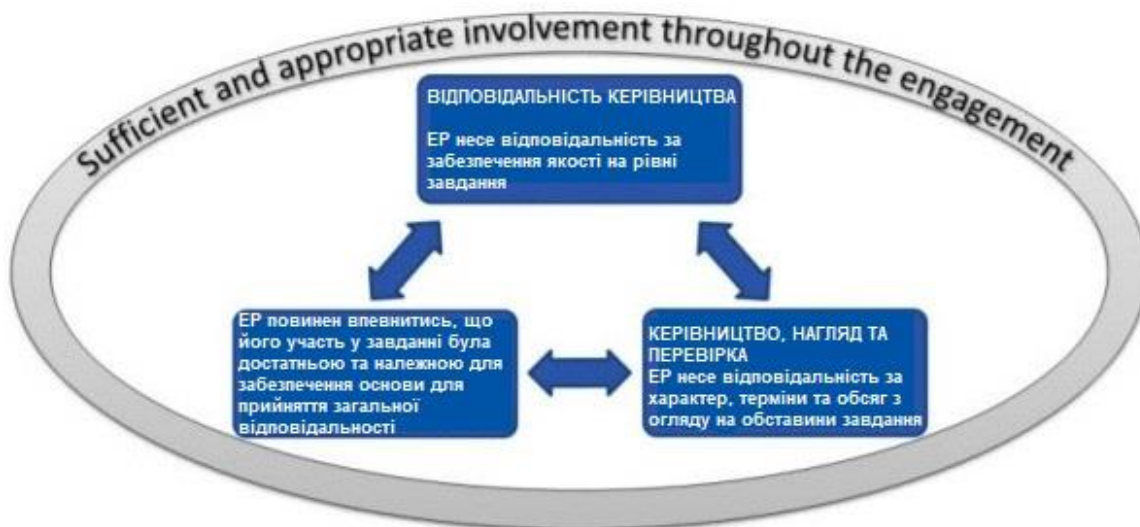 Sufficient and appropriate involvement throughout the engagement
ВІДПОВІДАЛЬНІСТЬ КЕРІВНИЦТВА
ЕР несе відповідальність за
забезпечення якості на рівні
завдання
ЕР повинен впевнитись, що
його участь у завданні була
достатньою та належною для
забезпечення основи для
прийняття загальної
відповідальності
КЕРІВНИЦТВО, НАГЛЯД ТА
ПЕРЕВІРКА
ЕР несе відповідальність за
характер, терміни та обсяг з
огляду на обставини завдання